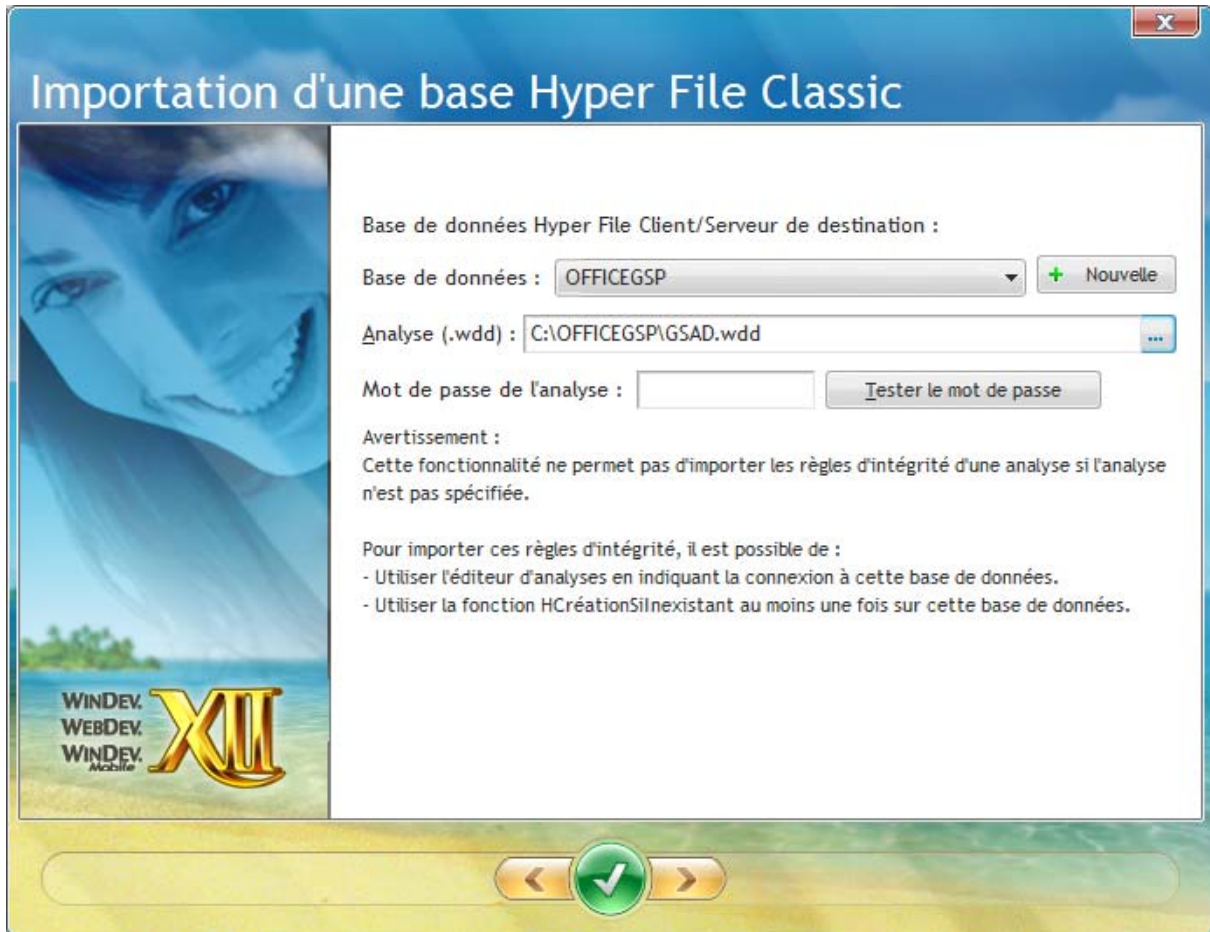 X
Importation d'une base Hyper File Classic
Base de données Hyper File Client/Serveur de destination :
Base de données : OFFICEGSP + Nouvelle
Analyse (.wdd) : C:\OFFICEGSP\GSAD.wdd ...
Mot de passe de l'analyse : Tester le mot de passe
Avertissement :
Cette fonctionnalité ne permet pas d'importer les règles d'intégrité d'une analyse si l'analyse
n'est pas spécifiée.
Pour importer ces règles d'intégrité, il est possible de :
- Utiliser l'éditeur d'analyses en indiquant la connexion à cette base de données.
- Utiliser la fonction HCréationSiInexistant au moins une fois sur cette base de données.
WINDEV.
WEBDEV.
WINDEV.
Mobile
XII